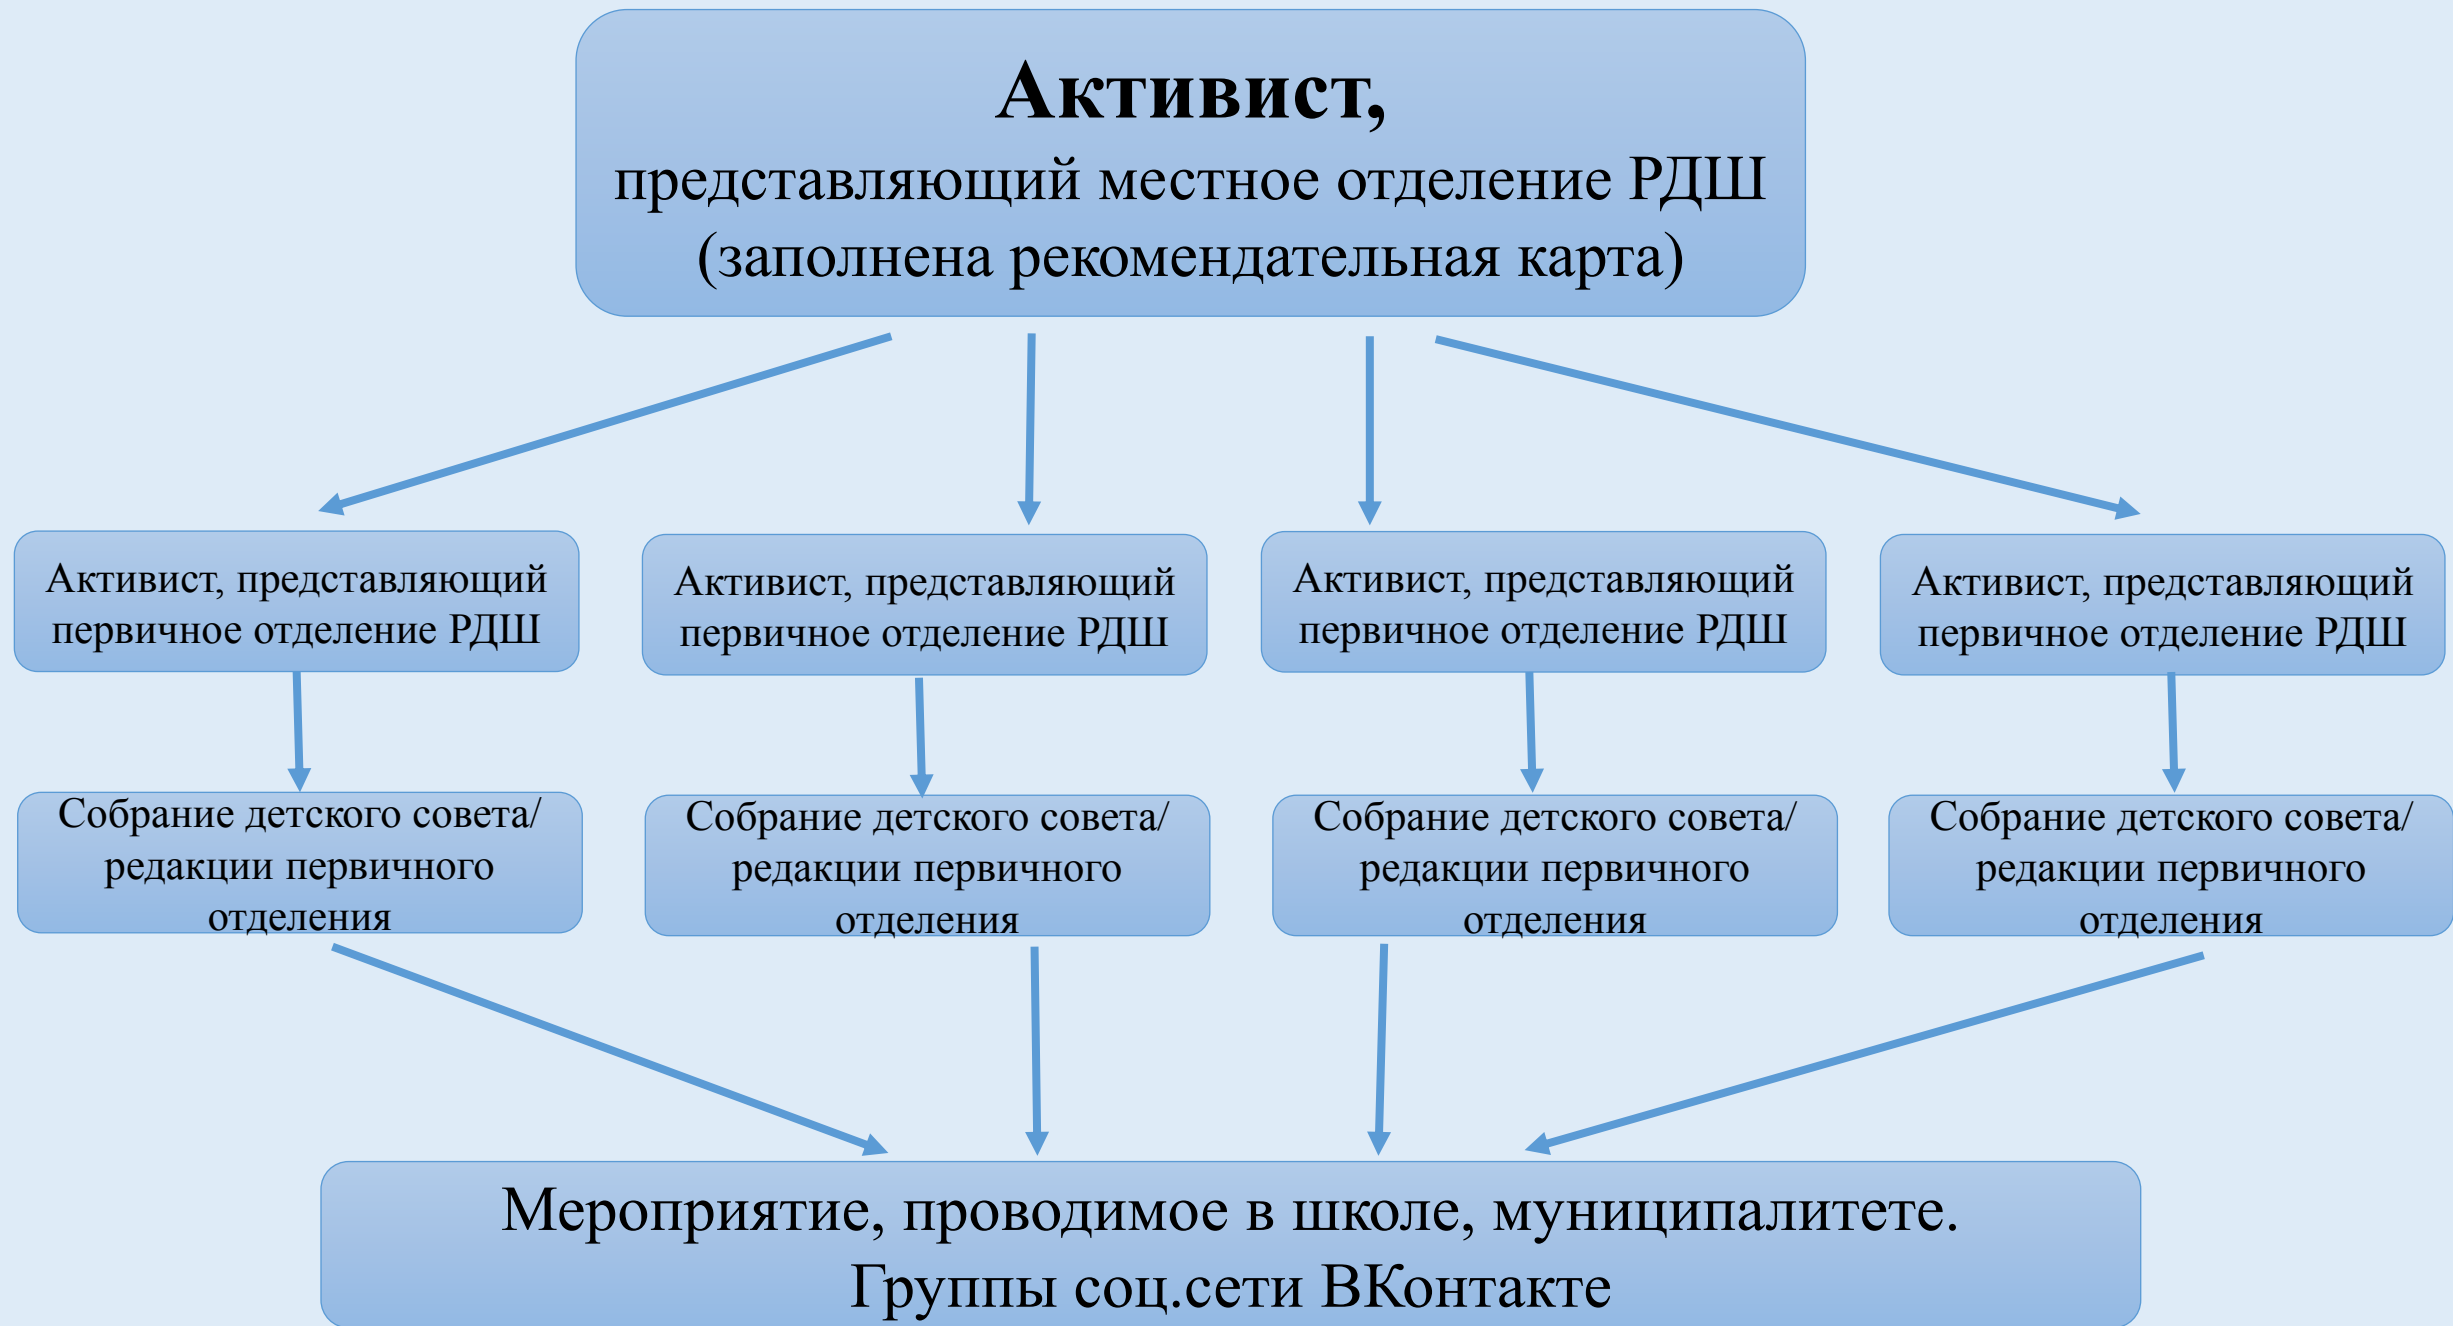 Активист,
представляющий местное отделение РДШ
(заполнена рекомендательная карта)
Активист, представляющий
первичное отделение РДШ
Активист, представляющий
первичное отделение РДШ
Активист, представляющий
первичное отделение РДШ
Активист, представляющий
первичное отделение РДШ
Собрание детского совета/
редакции первичного
отделения
Собрание детского совета/
редакции первичного
отделения
Собрание детского совета/
редакции первичного
отделения
Собрание детского совета/
редакции первичного
отделения
Мероприятие, проводимое в школе, муниципалитете.
Группы соц.сети ВКонтакте